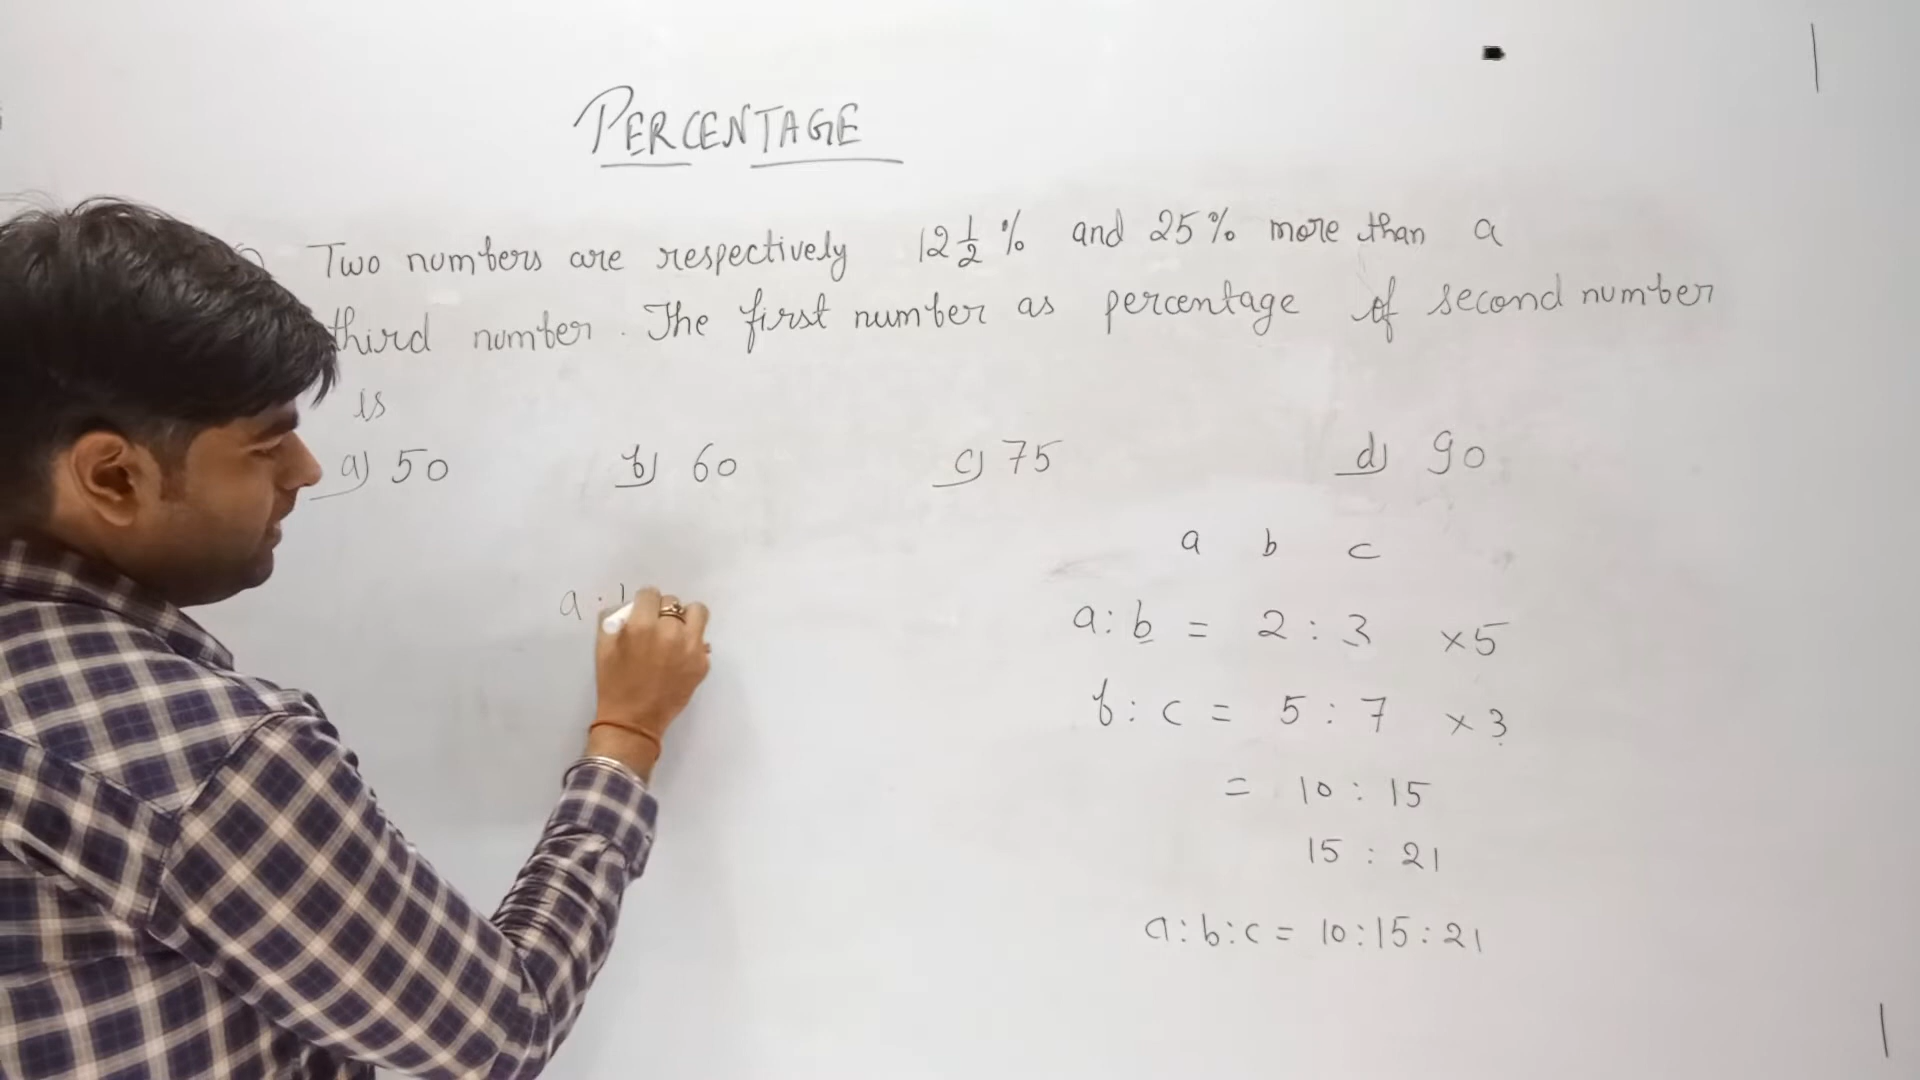 PERCENTAGE
Two numbers are respectively 12 1/2 % and 25% more than a
third number. The first number as percentage of second number
is
a) 50 b) 60 c) 75 d) 90
a b c
a :
a : b = 2 : 3 ×5
b : c = 5 : 7 ×3
= 10 : 15
15 : 21
a : b : c = 10 : 15 : 21